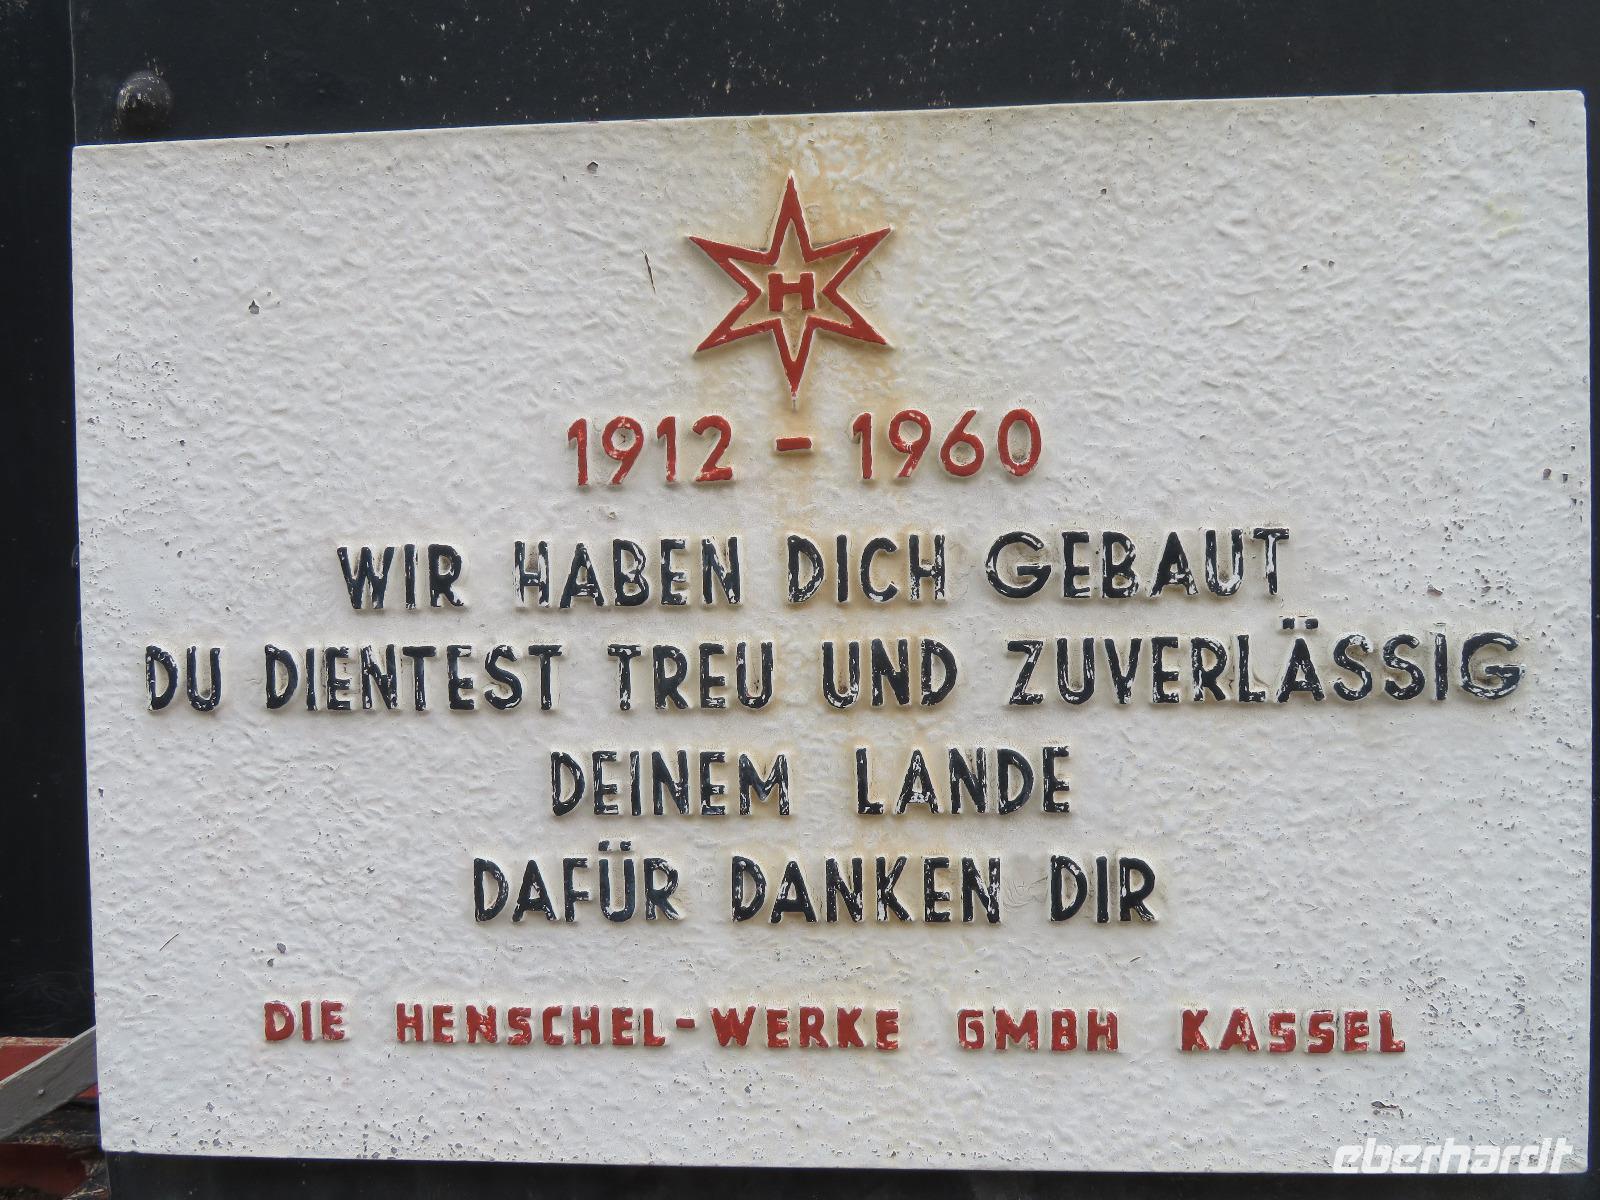 H
1912 - 1960
WIR HABEN DICH GEBAUT
DU DIENTEST TREU UND ZUVERLÄSSIG
DEINEM LANDE
DAFÜR DANKEN DIR
DIE HENSCHEL-WERKE GMBH KASSEL
eberhardt